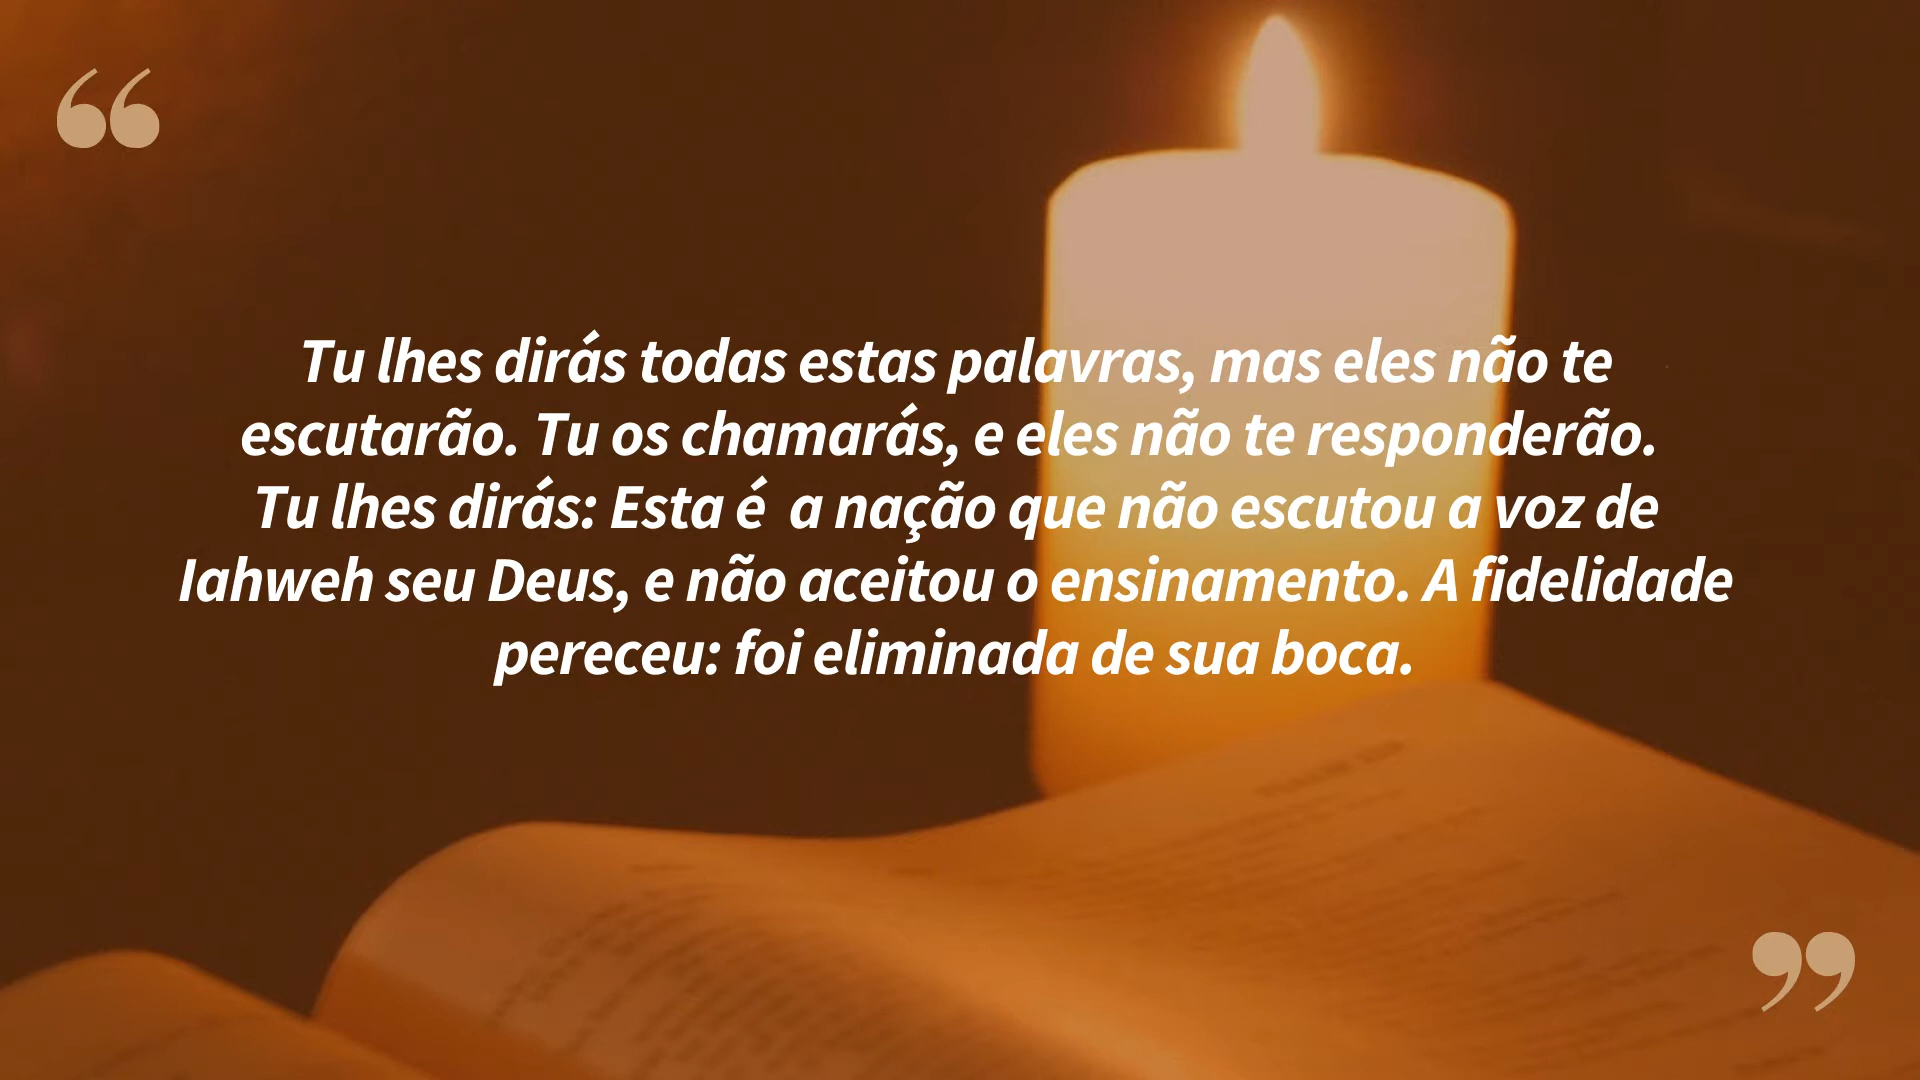 “
Tu lhes dirás todas estas palavras, mas eles não te
escutarão. Tu os chamarás, e eles não te responderão.
Tu lhes dirás: Esta é  a nação que não escutou a voz de
Iahweh seu Deus, e não aceitou o ensinamento. A fidelidade
pereceu: foi eliminada de sua boca.
”